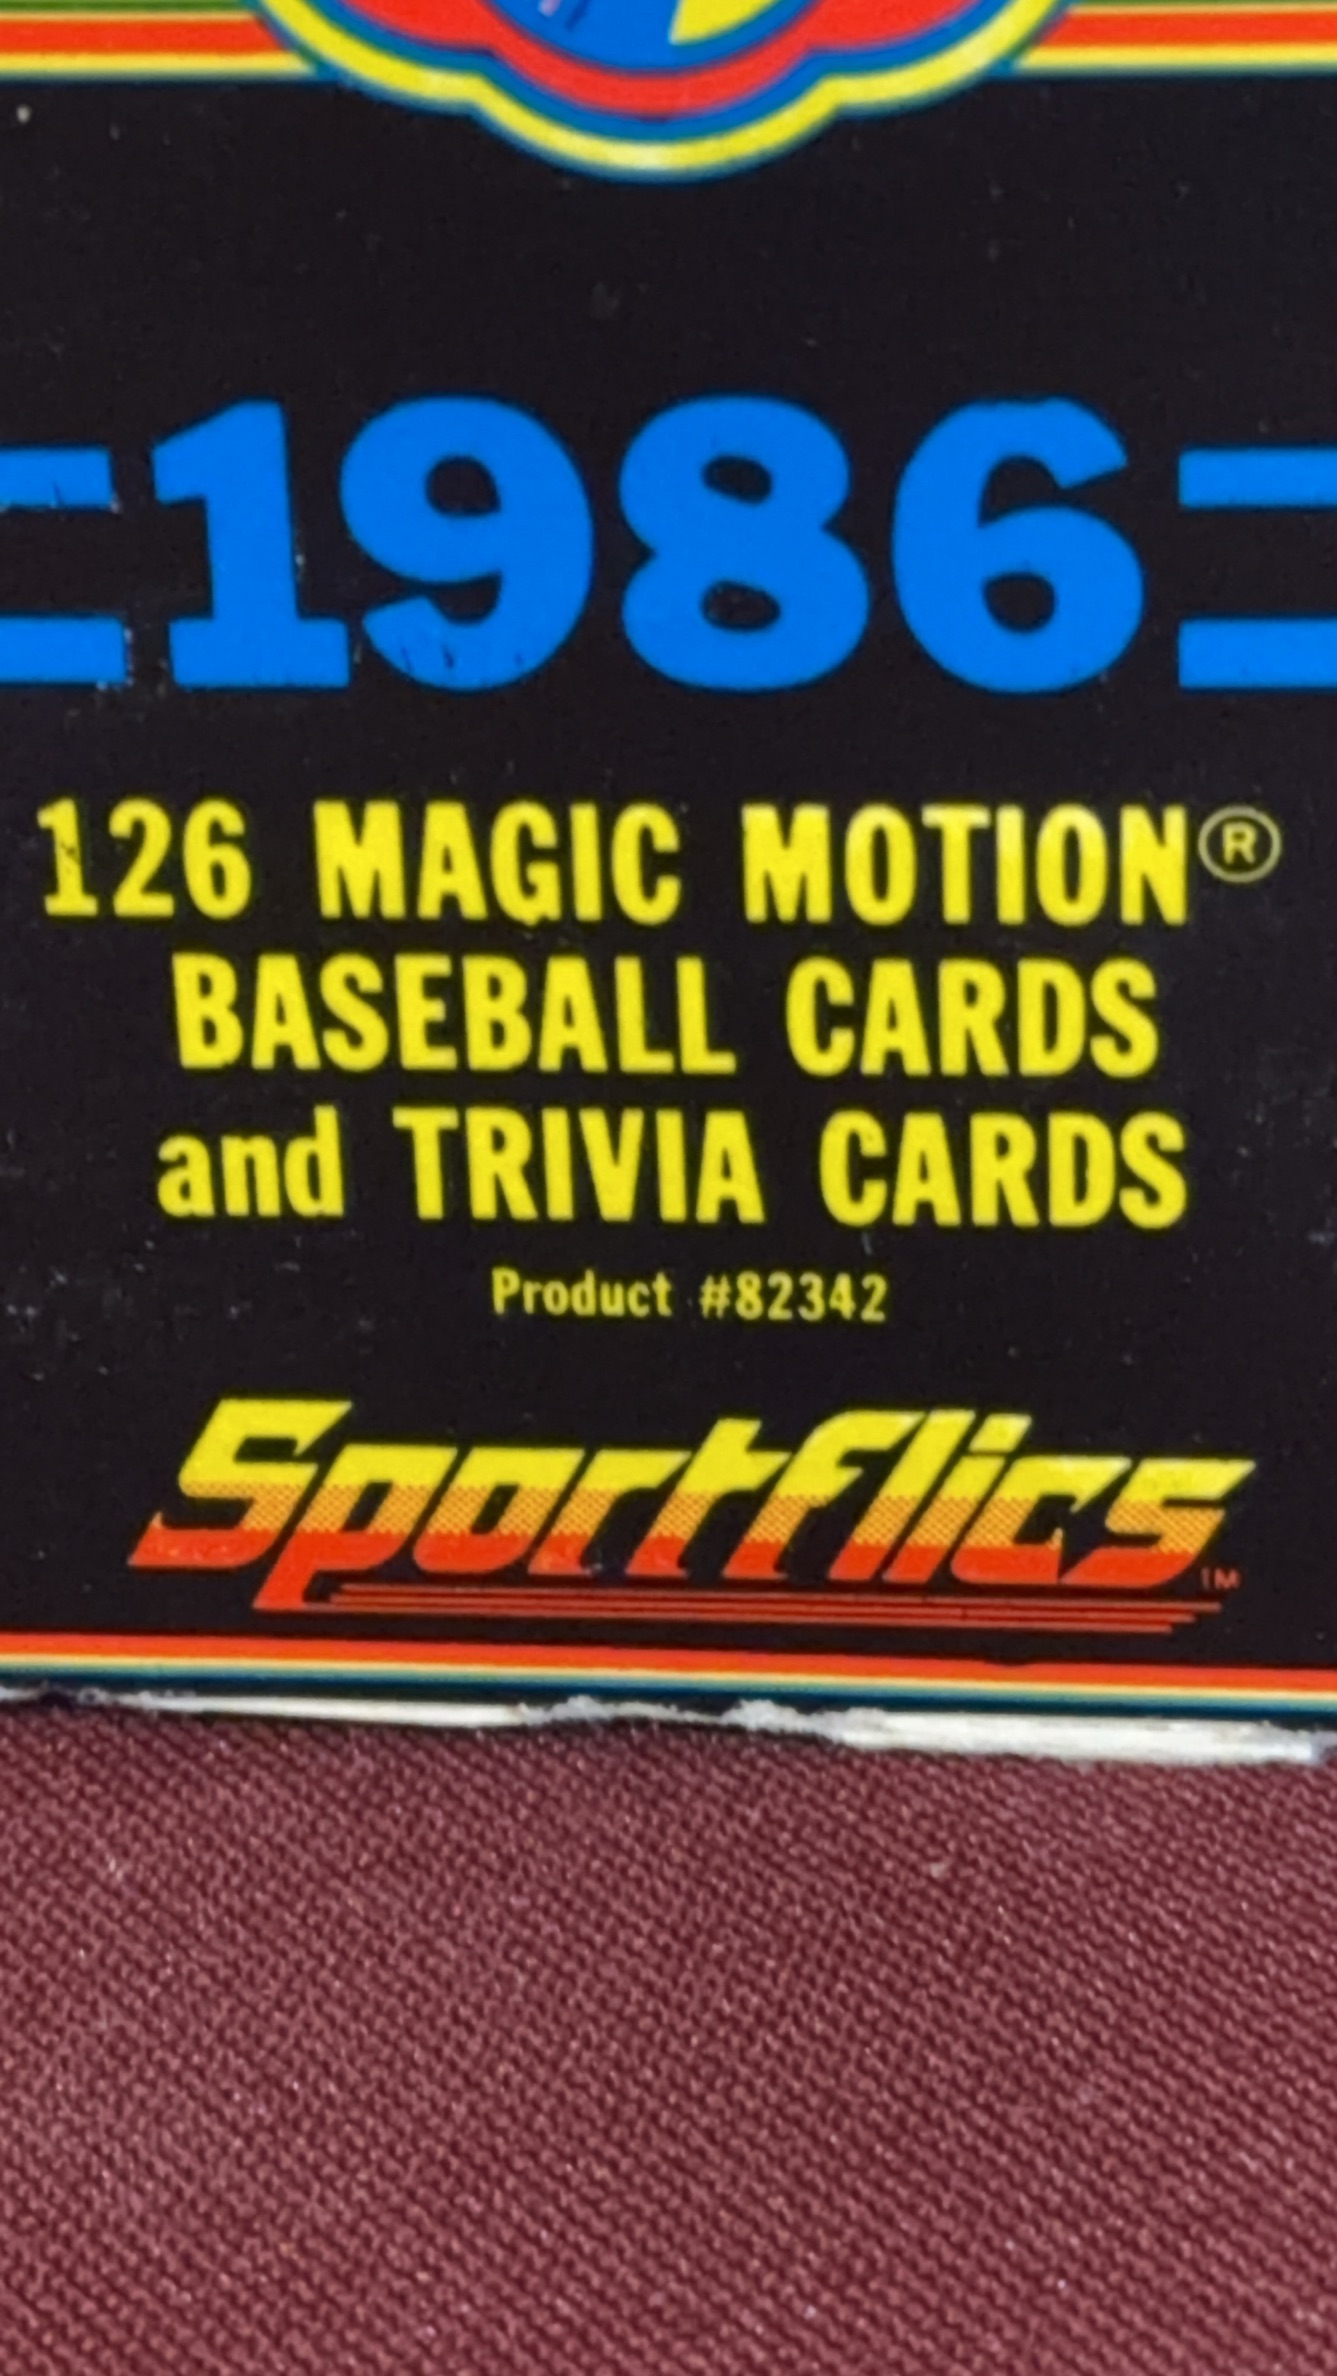 1986
126 MAGIC MOTION®
BASEBALL CARDS
and TRIVIA CARDS
Product #82342
Sportflics™